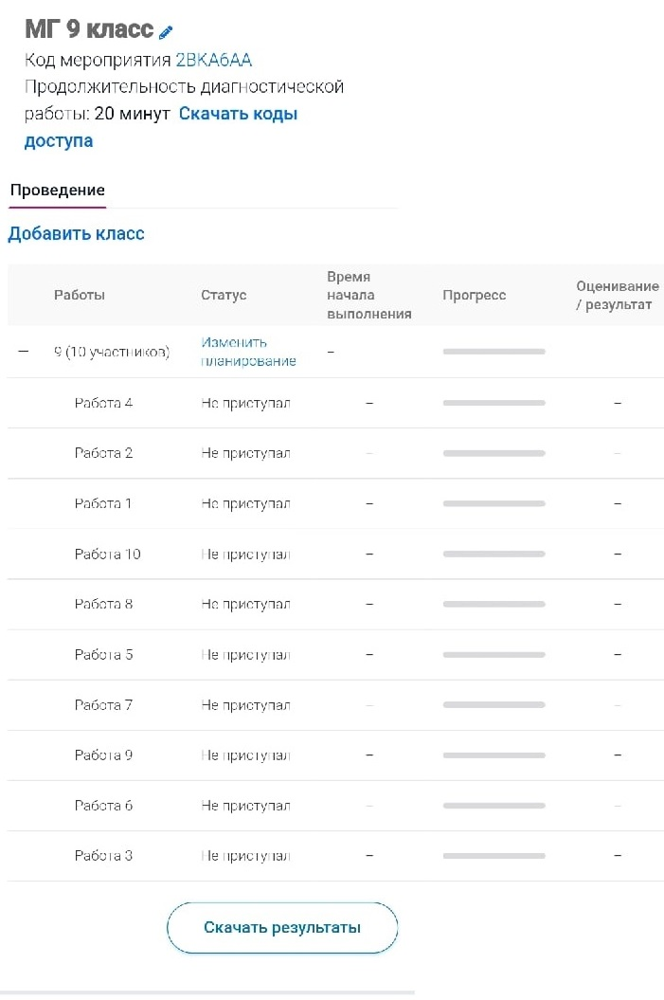 МГ 9 класс
Код мероприятия 2BKA6AA
Продолжительность диагностической
работы: 20 минут Скачать коды
доступа
Проведение
Добавить класс
Работы Статус Время начала выполнения Прогресс Оценивание / результат
— 9 (10 участников) Изменить планирование –
Работа 4 Не приступал – –
Работа 2 Не приступал – –
Работа 1 Не приступал – –
Работа 10 Не приступал – –
Работа 8 Не приступал – –
Работа 5 Не приступал – –
Работа 7 Не приступал – –
Работа 9 Не приступал – –
Работа 6 Не приступал – –
Работа 3 Не приступал – –
Скачать результаты